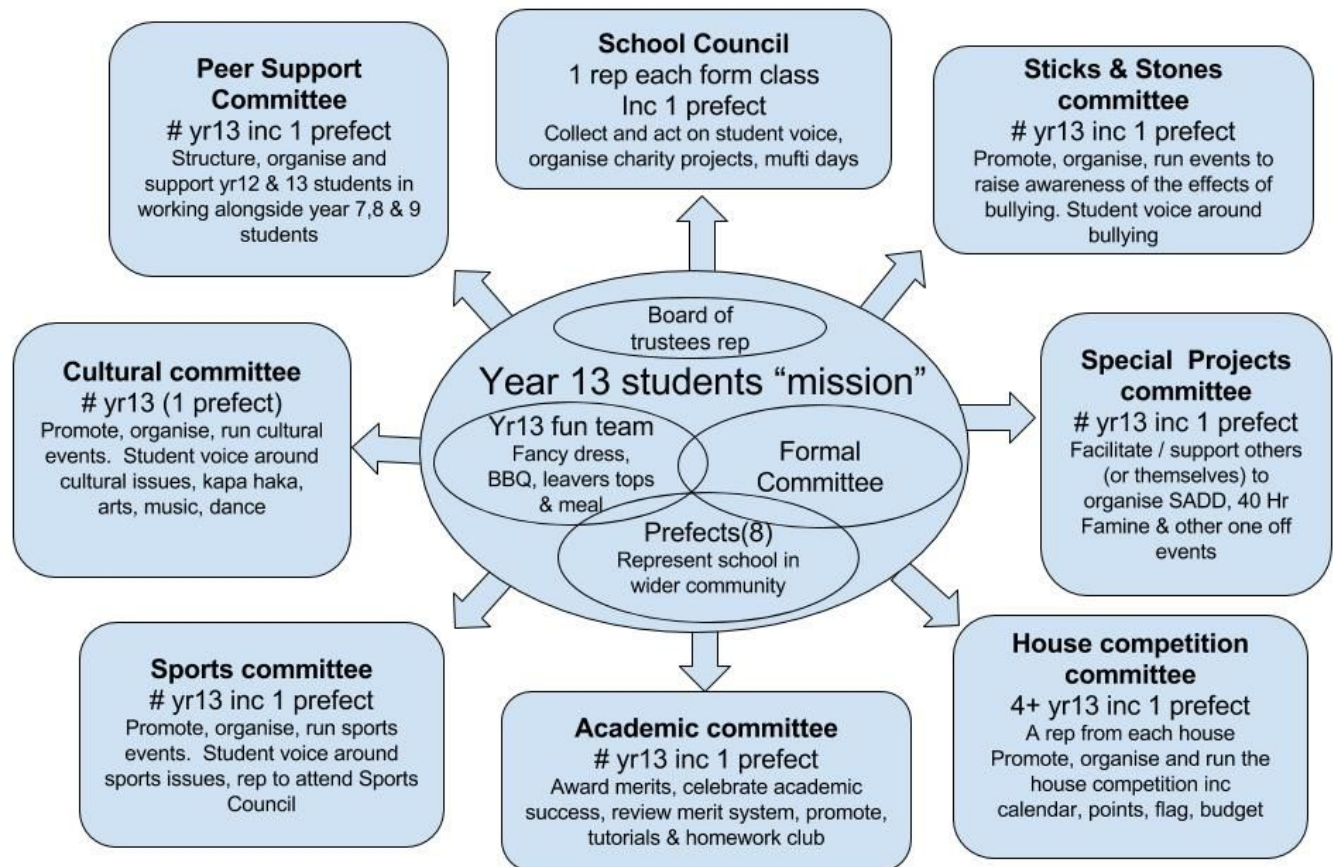 School Council
1 rep each form class
Inc 1 prefect
Collect and act on student voice,
organise charity projects, mufti days
Peer Support
Committee
# yr13 inc 1 prefect
Structure, organise and
support yr12 & 13 students in
working alongside year 7,8 & 9
students
Sticks & Stones
committee
# yr13 inc 1 prefect
Promote, organise, run events to
raise awareness of the effects of
bullying. Student voice around
bullying
Board of
trustees rep
Year 13 students “mission”
Yr13 fun team
Fancy dress,
BBQ, leavers tops
& meal
Formal
Committee
Prefects(8)
Represent school in
wider community
Cultural committee
# yr13 (1 prefect)
Promote, organise, run cultural
events. Student voice around
cultural issues, kapa haka,
arts, music, dance
Special Projects
committee
# yr13 inc 1 prefect
Facilitate / support others
(or themselves) to
organise SADD, 40 Hr
Famine & other one off
events
Sports committee
# yr13 inc 1 prefect
Promote, organise, run sports
events. Student voice around
sports issues, rep to attend Sports
Council
Academic committee
# yr13 inc 1 prefect
Award merits, celebrate academic
success, review merit system, promote,
tutorials & homework club
House competition
committee
4+ yr13 inc 1 prefect
A rep from each house
Promote, organise and run the
house competition inc
calendar, points, flag, budget